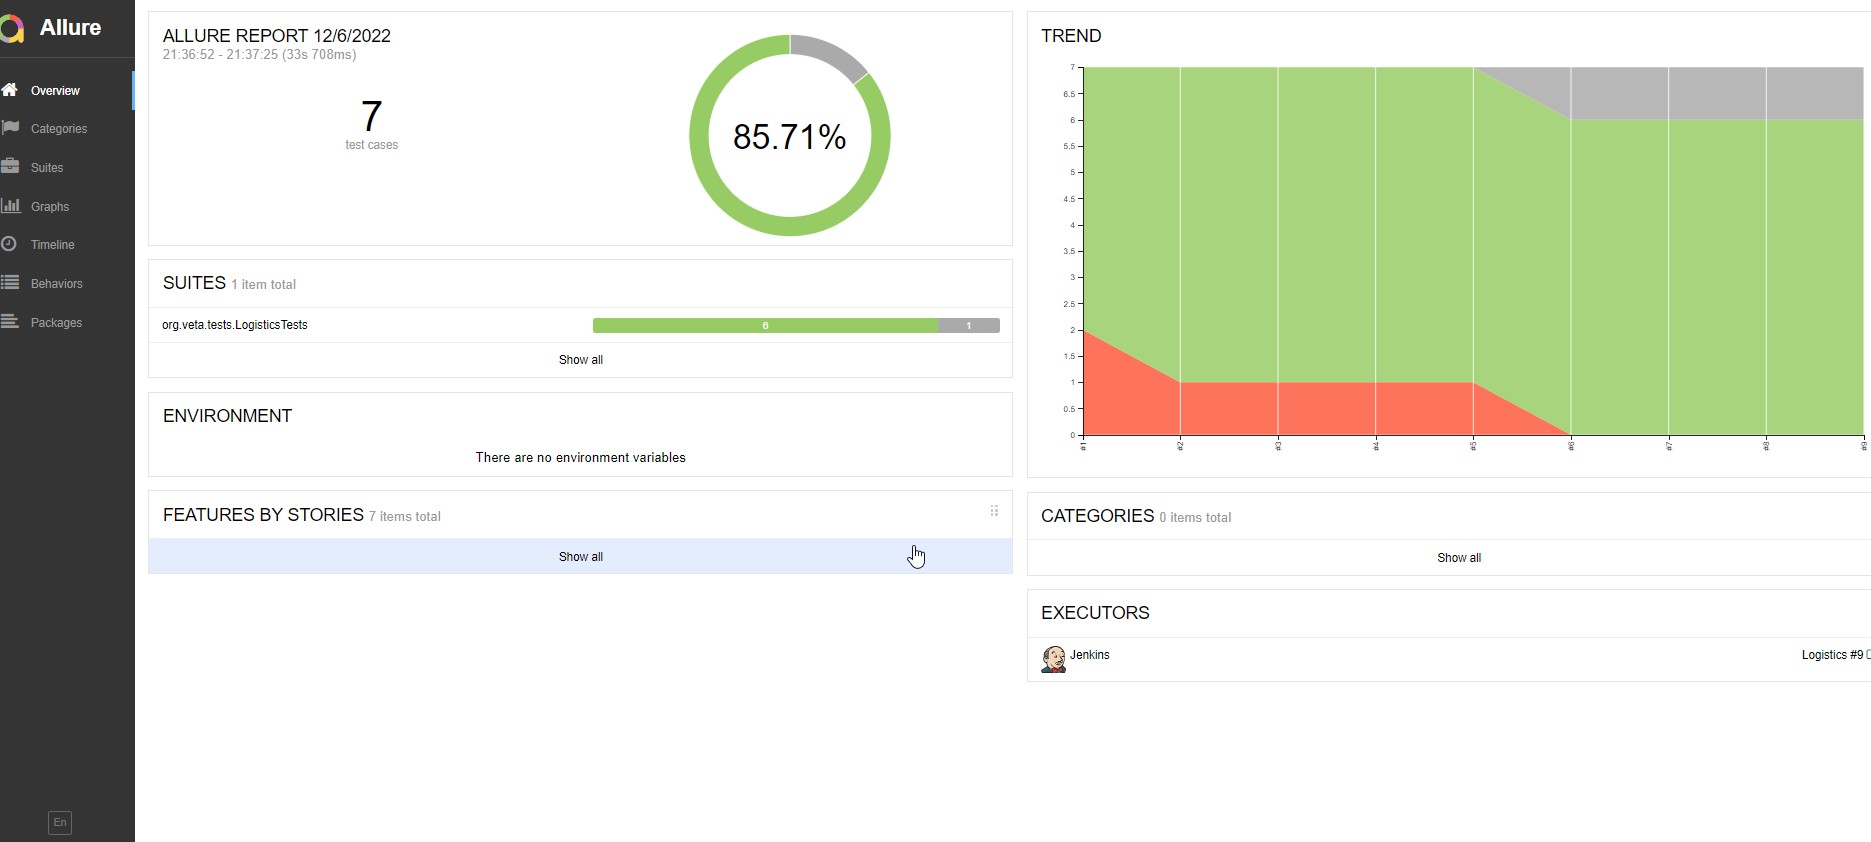 Allure
Overview
Categories
Suites
Graphs
Timeline
Behaviors
Packages
En
ALLURE REPORT 12/6/2022
21:36:52 - 21:37:25 (33s 708ms)
7
test cases
85.71%
SUITES 1 item total
org.veta.tests.LogisticsTests
6 1
Show all
ENVIRONMENT
There are no environment variables
FEATURES BY STORIES 7 items total
Show all
TREND
7
6.5
6
5.5
5
4.5
4
3.5
3
2.5
2
1.5
1
0.5
0
#1 #2 #3 #4 #5 #6 #7 #8 #9
CATEGORIES 0 items total
Show all
EXECUTORS
Jenkins
Logistics #9